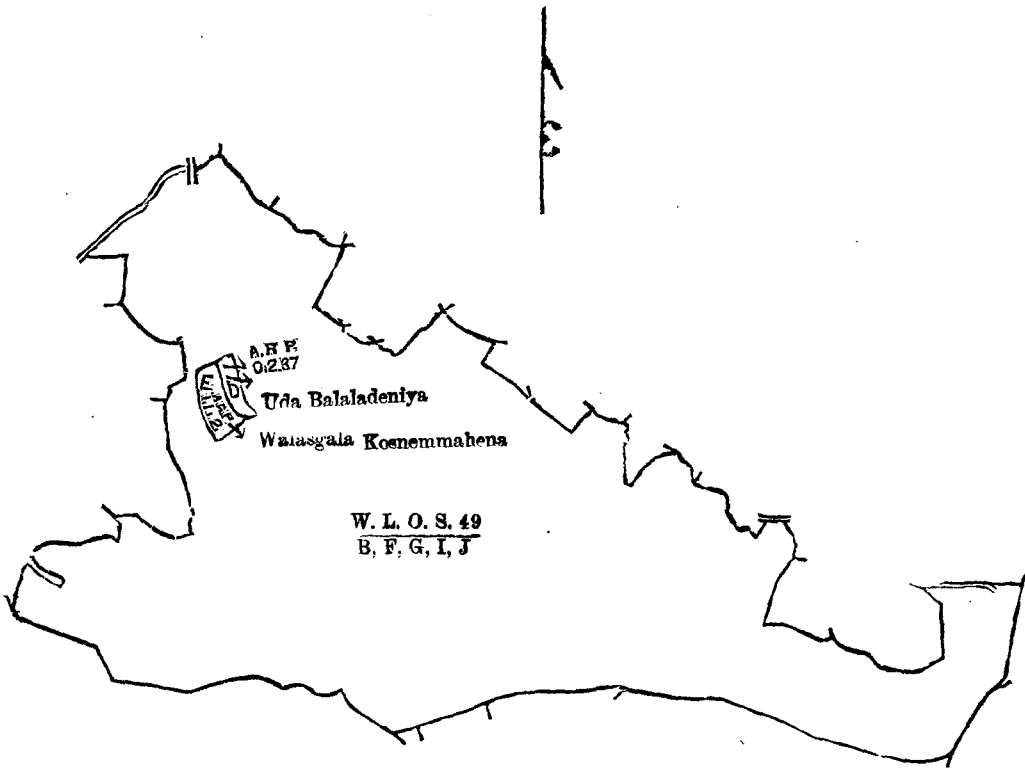 A.R P.
0.2.37
Uda Balaladeniya
Walasgala Kosnemmahena
W. L. O. S. 49
B, F, G, I, J